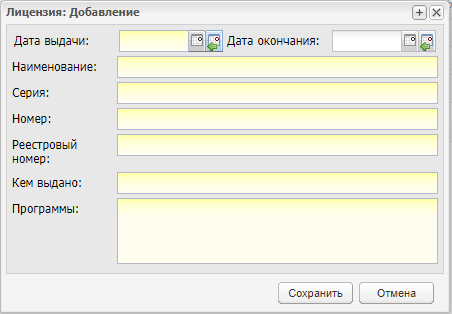 Лицензия: Добавление
Дата выдачи: Дата окончания:
Наименование:
Серия:
Номер:
Реестровый
номер:
Кем выдано:
Программы:
Сохранить Отмена